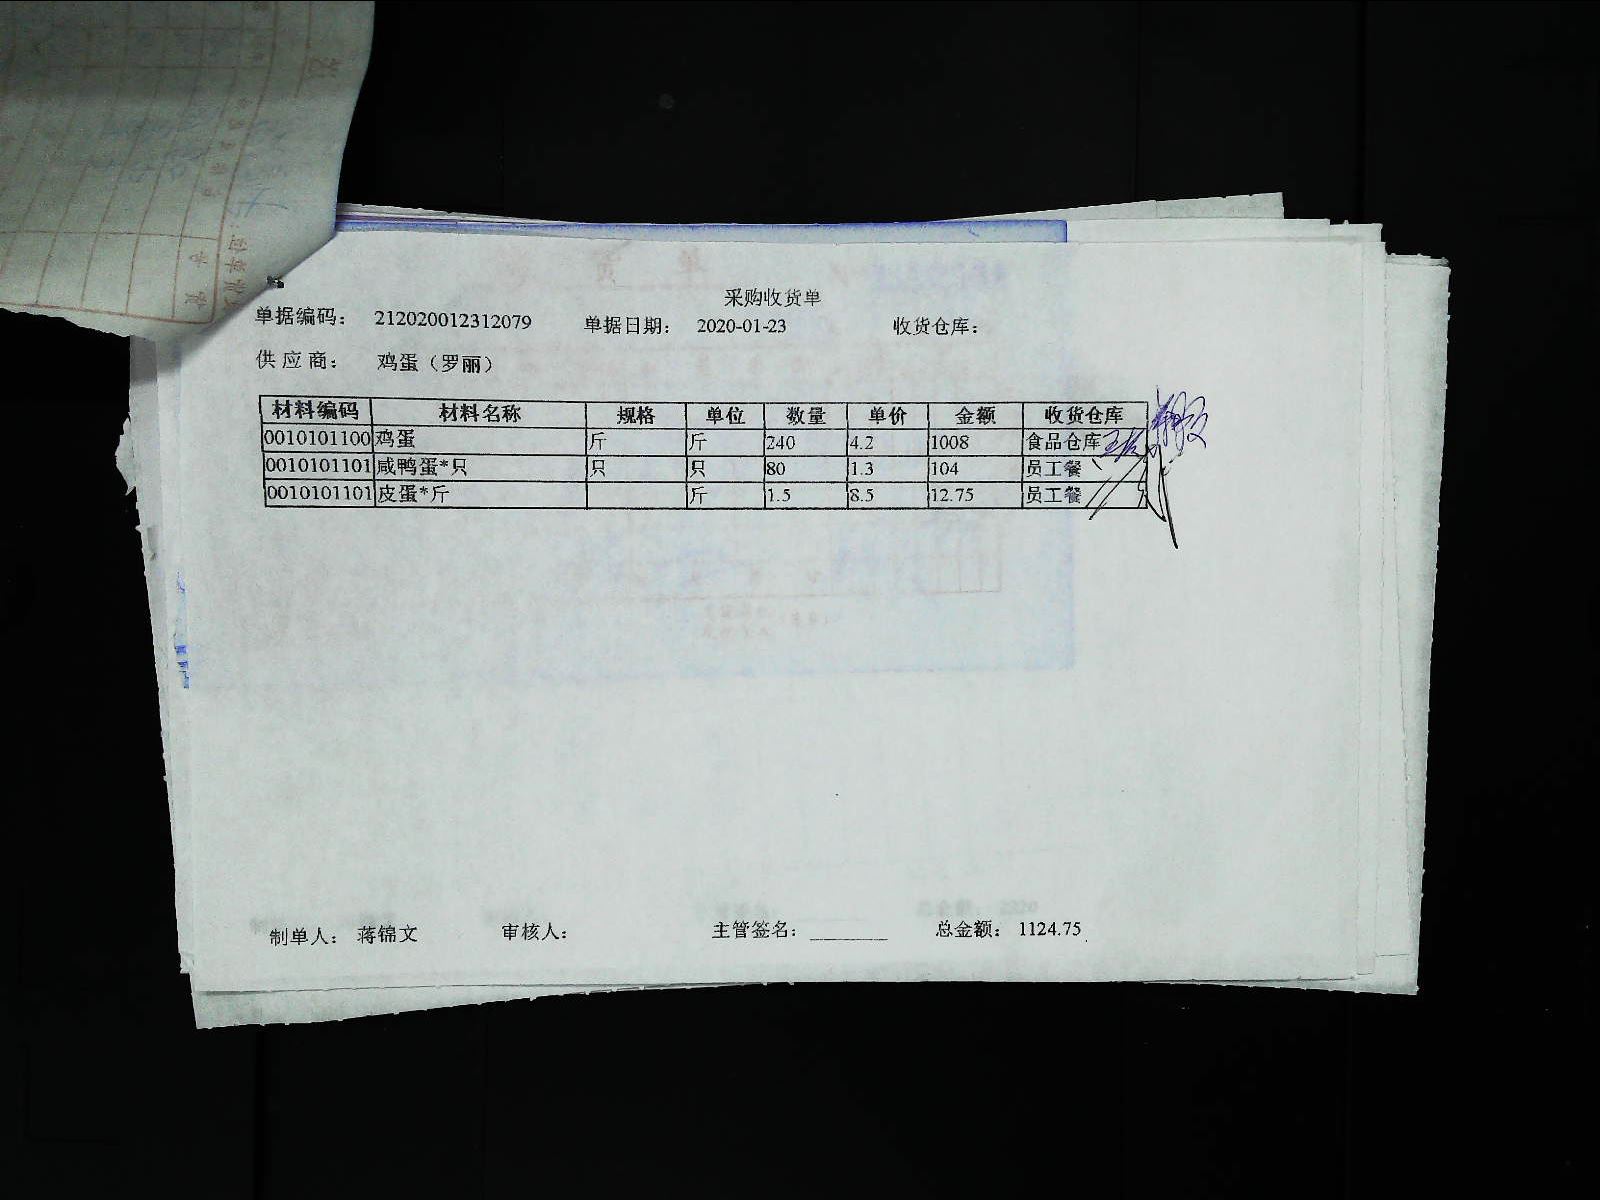 采购收货单
单据编码： 212020012312079 单据日期： 2020-01-23 收货仓库：
供应商： 鸡蛋（罗丽）
材料编码 材料名称 规格 单位 数量 单价 金额 收货仓库
0010101100 鸡蛋 斤 斤 240 4.2 1008 食品仓库
0010101101 咸鸭蛋*只 只 只 80 1.3 104 员工餐
0010101101 皮蛋*斤 斤 1.5 8.5 12.75 员工餐
制单人： 蒋锦文 审核人： 主管签名： 总金额： 1124.75